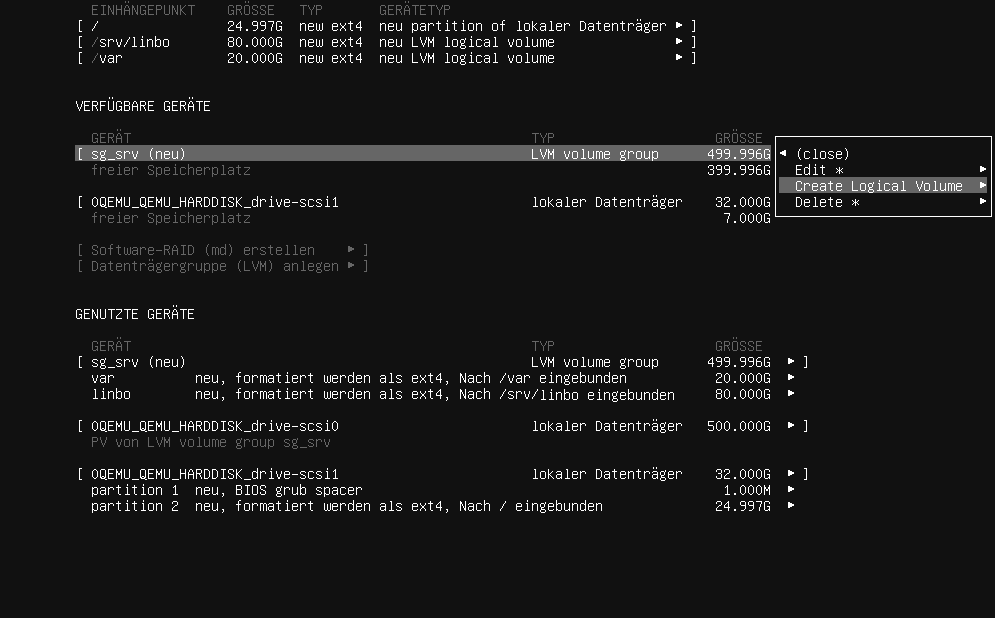 EINHÄNGEPUNKT GRÖSSE TYP GERÄTETYP
[ / 24.997G new ext4 neu partition of lokaler Datenträger ▸ ]
[ /srv/linbo 80.000G new ext4 neu LVM logical volume ▸ ]
[ /var 20.000G new ext4 neu LVM logical volume ▸ ]
VERFÜGBARE GERÄTE
GERÄT TYP GRÖSSE
[ sg_srv (neu) LVM volume group 499.996G ◂ (close)
freier Speicherplatz 399.996G Edit * ▸
Create Logical Volume ▸
[ 0QEMU_QEMU_HARDDISK_drive-scsi1 lokaler Datenträger 32.000G Delete * ▸
freier Speicherplatz 7.000G
[ Software-RAID (md) erstellen ▸ ]
[ Datenträgergruppe (LVM) anlegen ▸ ]
GENUTZTE GERÄTE
GERÄT TYP GRÖSSE
[ sg_srv (neu) LVM volume group 499.996G ▸ ]
var neu, formatiert werden als ext4, Nach /var eingebunden 20.000G ▸
linbo neu, formatiert werden als ext4, Nach /srv/linbo eingebunden 80.000G ▸
[ 0QEMU_QEMU_HARDDISK_drive-scsi0 lokaler Datenträger 500.000G ▸ ]
PV von LVM volume group sg_srv
[ 0QEMU_QEMU_HARDDISK_drive-scsi1 lokaler Datenträger 32.000G ▸ ]
partition 1 neu, BIOS grub spacer 1.000M ▸
partition 2 neu, formatiert werden als ext4, Nach / eingebunden 24.997G ▸